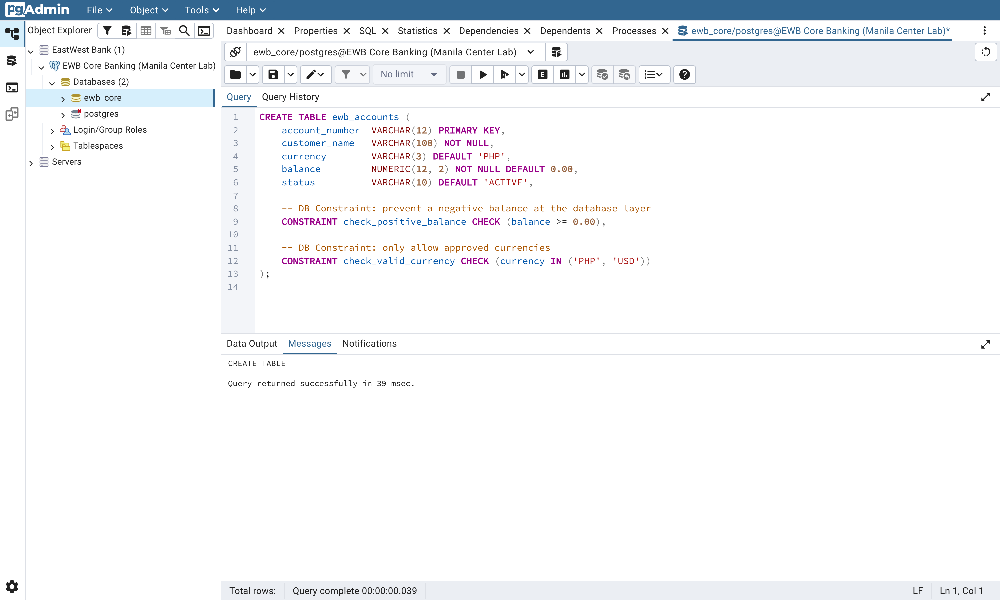 pgAdmin File Object Tools Help
Object Explorer
EastWest Bank (1)
EWB Core Banking (Manila Center Lab)
Databases (2)
ewb_core
postgres
Login/Group Roles
Tablespaces
Servers
Dashboard Properties SQL Statistics Dependencies Dependents Processes ewb_core/postgres@EWB Core Banking (Manila Center Lab)*
ewb_core/postgres@EWB Core Banking (Manila Center Lab)
No limit E
Query Query History
1 CREATE TABLE ewb_accounts (
2 account_number VARCHAR(12) PRIMARY KEY,
3 customer_name VARCHAR(100) NOT NULL,
4 currency VARCHAR(3) DEFAULT 'PHP',
5 balance NUMERIC(12, 2) NOT NULL DEFAULT 0.00,
6 status VARCHAR(10) DEFAULT 'ACTIVE',
7
8 -- DB Constraint: prevent a negative balance at the database layer
9 CONSTRAINT check_positive_balance CHECK (balance >= 0.00),
10
11 -- DB Constraint: only allow approved currencies
12 CONSTRAINT check_valid_currency CHECK (currency IN ('PHP', 'USD'))
13 );
14
Data Output Messages Notifications
CREATE TABLE
Query returned successfully in 39 msec.
Total rows: Query complete 00:00:00.039 LF Ln 1, Col 1